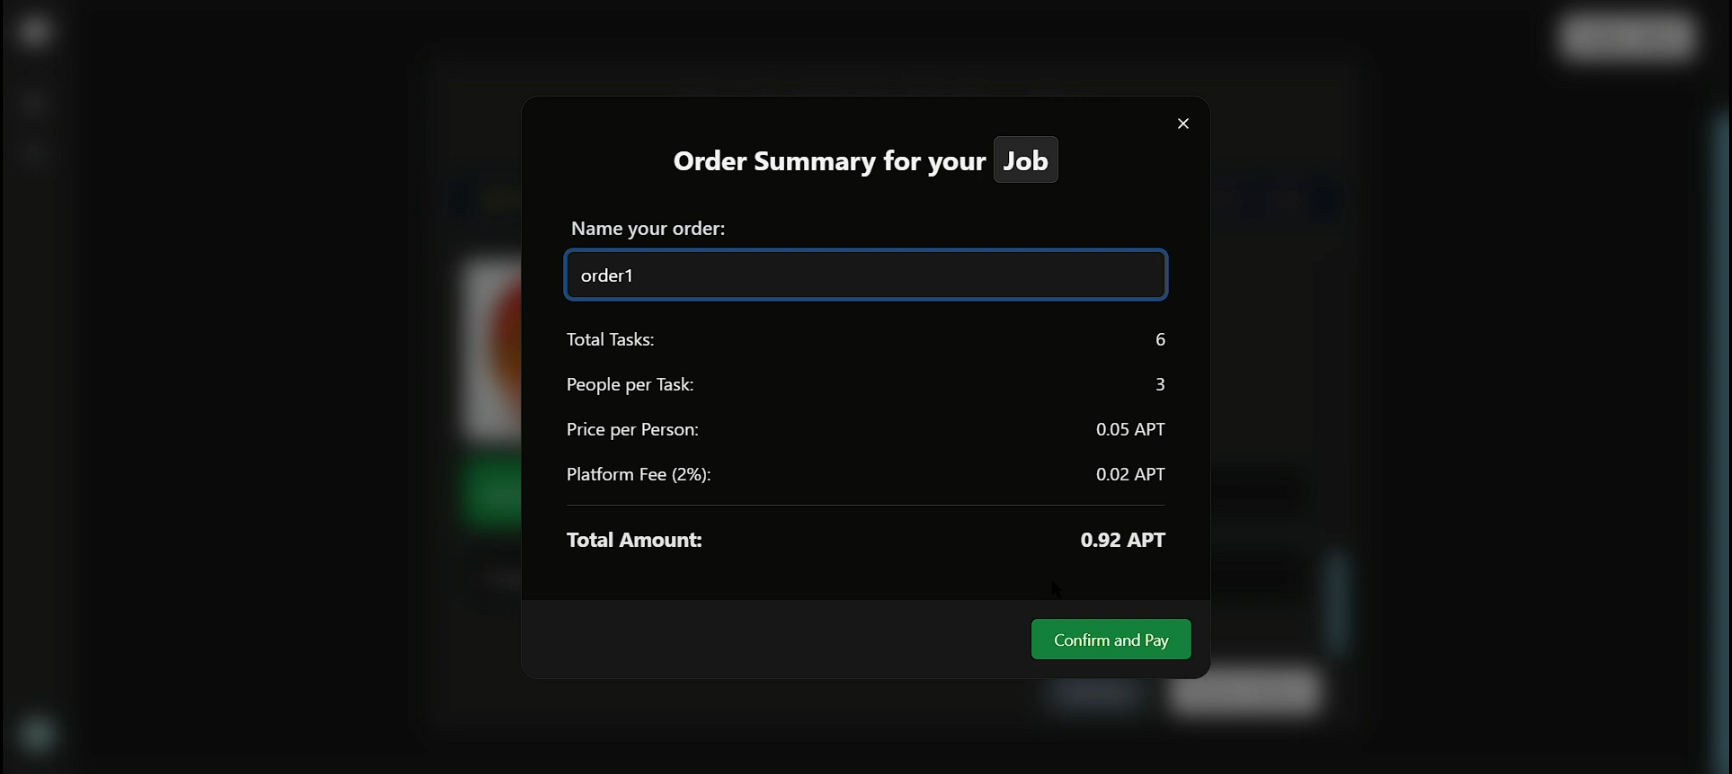 Order Summary for your Job
Name your order:
order1
Total Tasks: 6
People per Task: 3
Price per Person: 0.05 APT
Platform Fee (2%): 0.02 APT
Total Amount: 0.92 APT
Confirm and Pay